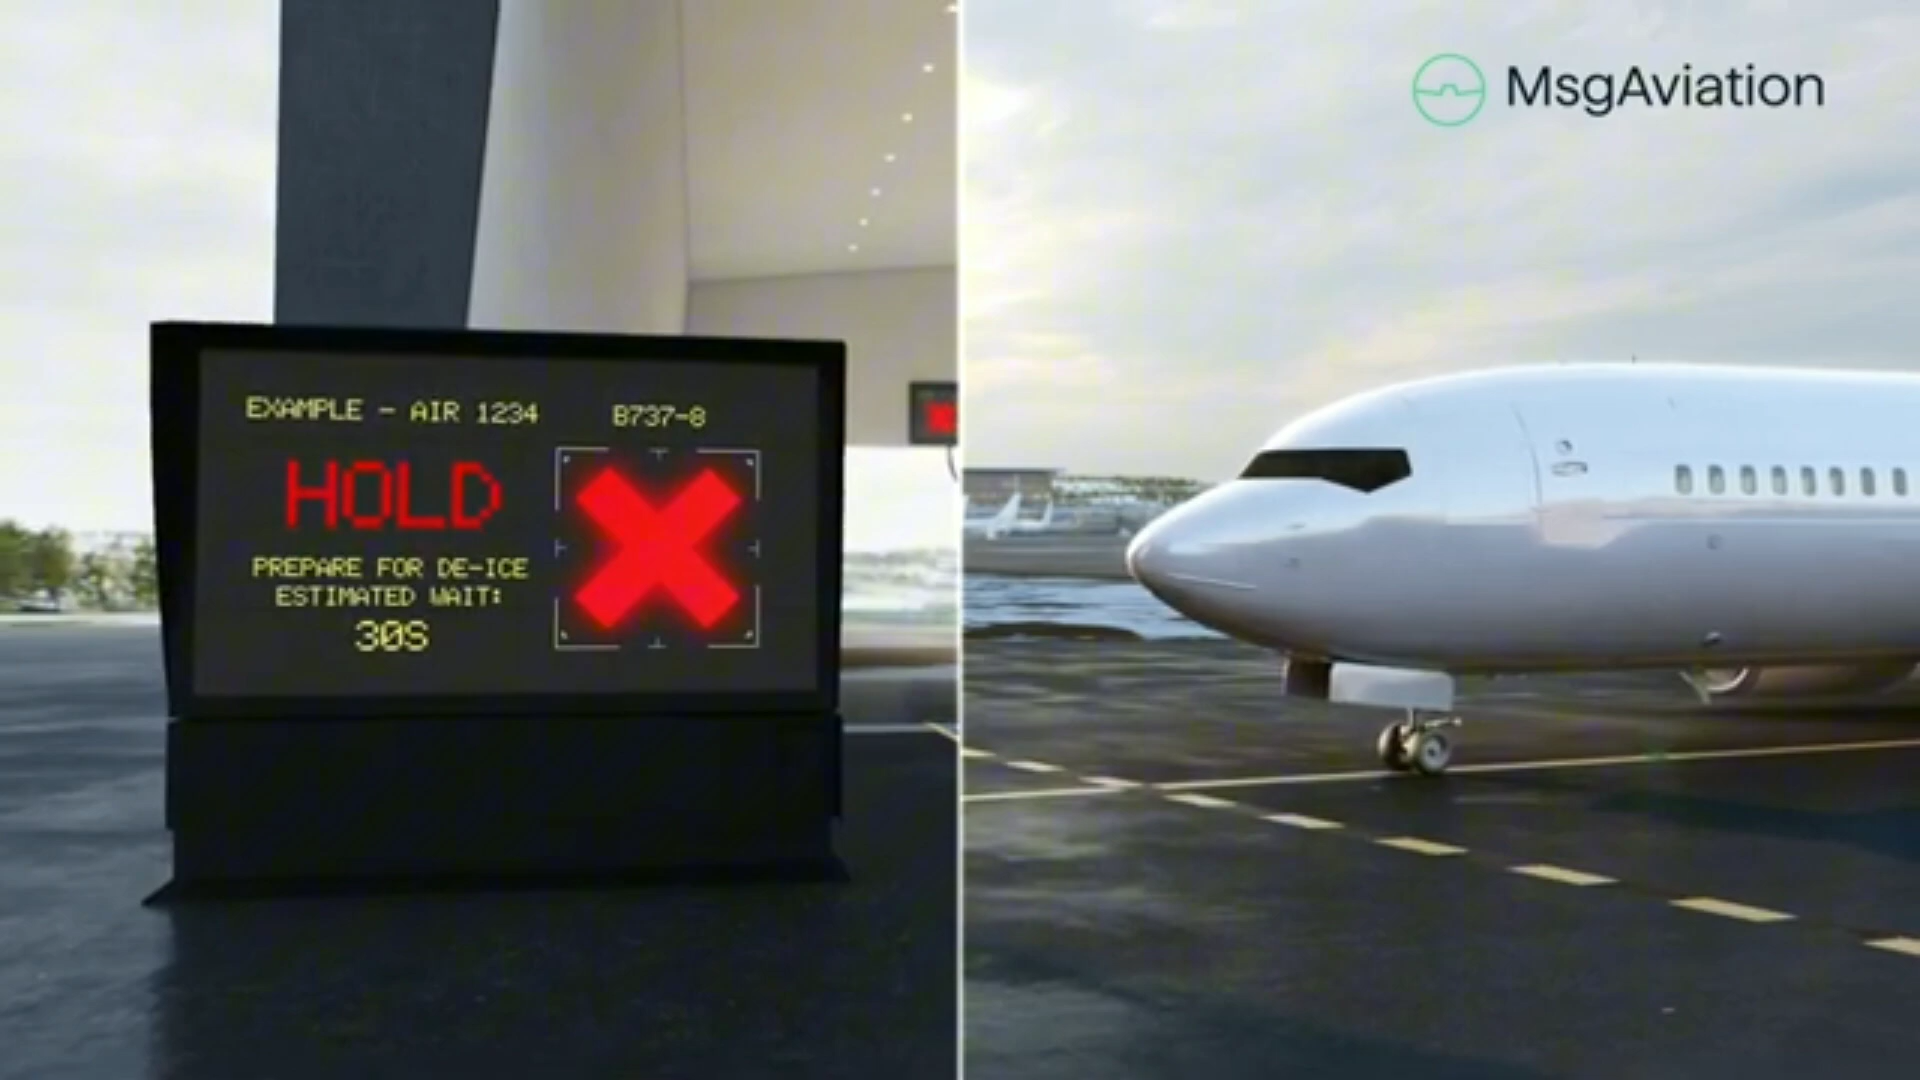 EXAMPLE - AIR 1234
B737-8
HOLD
PREPARE FOR DE-ICE
ESTIMATED WAIT:
30S
MsgAviation